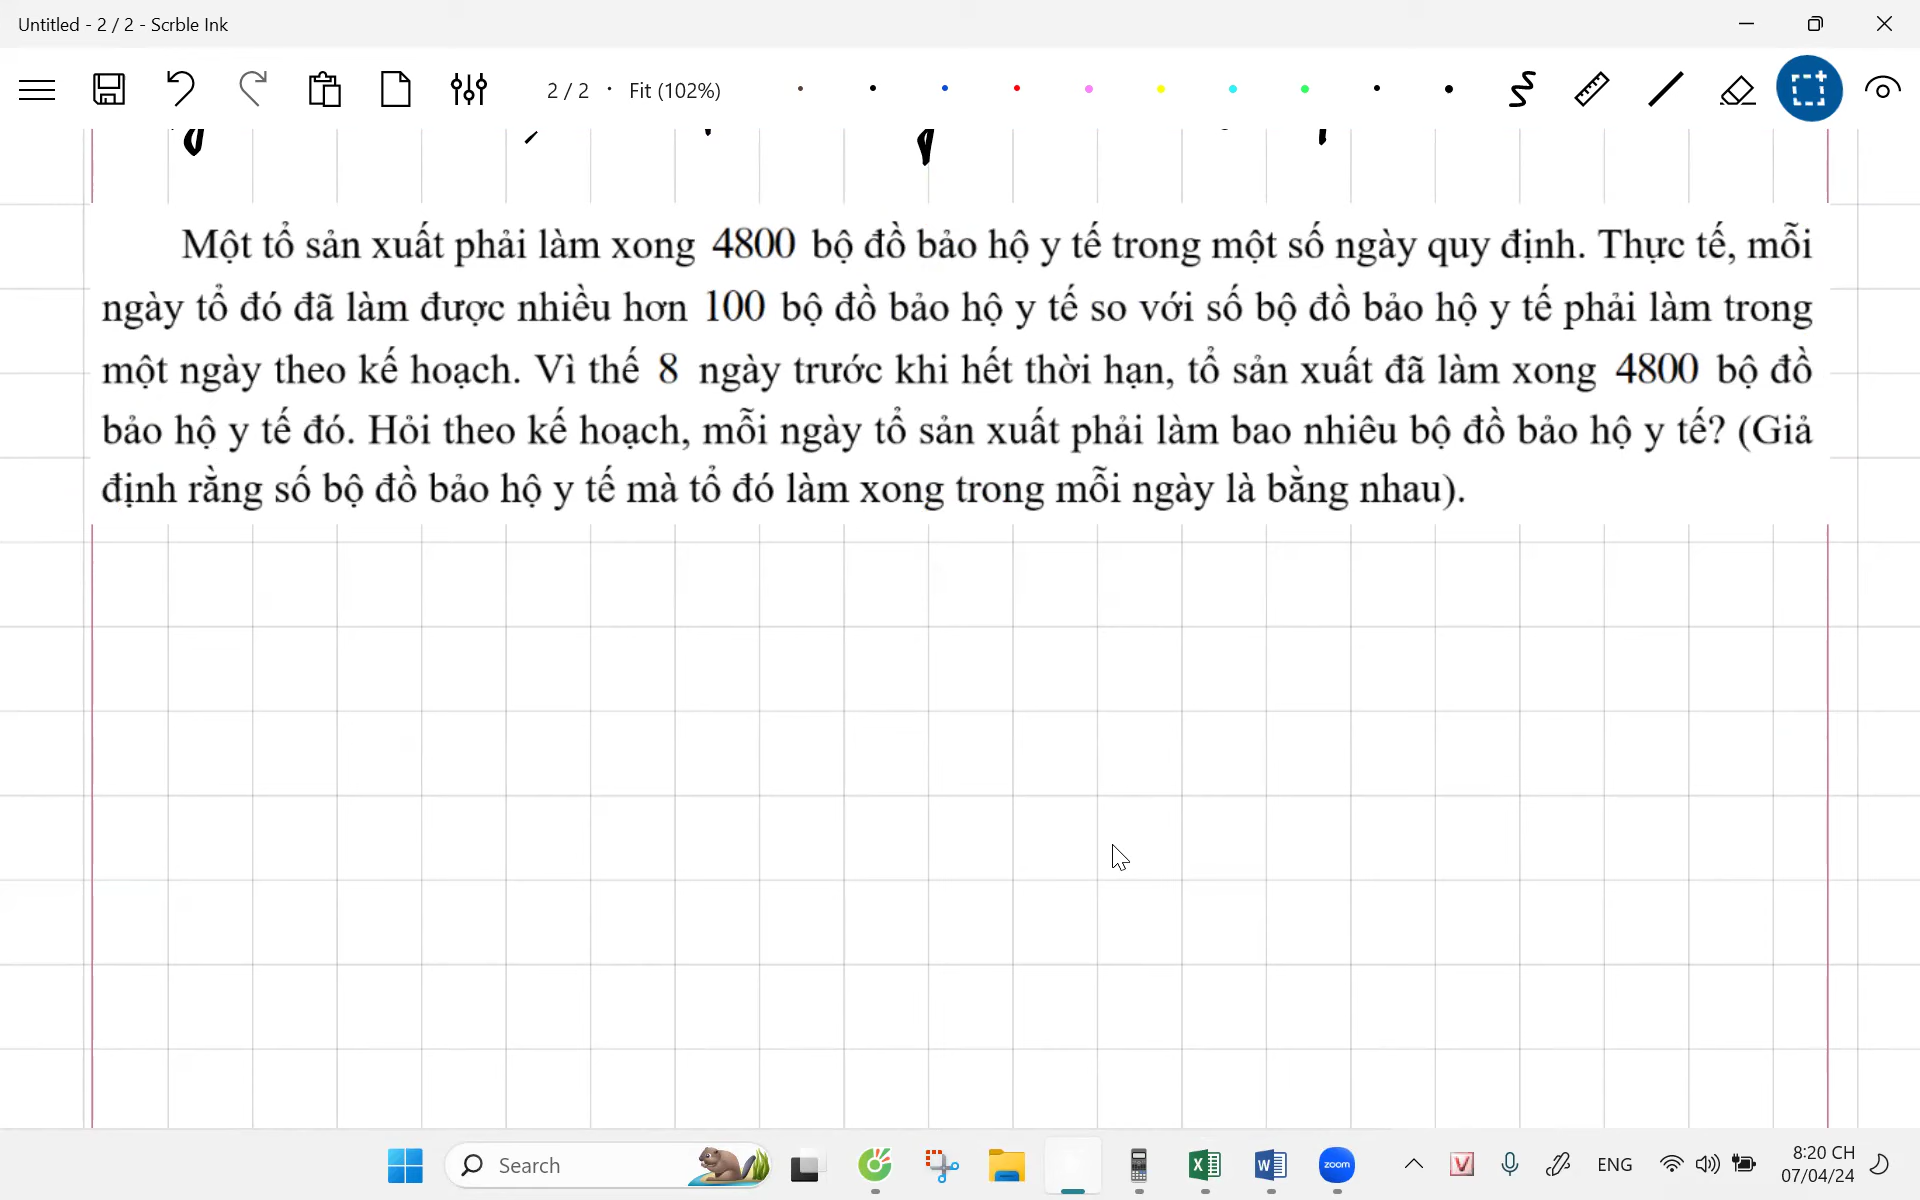 Untitled - 2 / 2 - Scrble Ink
2 / 2 · Fit (102%)
Một tổ sản xuất phải làm xong 4800 bộ đồ bảo hộ y tế trong một số ngày quy định. Thực tế, mỗi
ngày tổ đó đã làm được nhiều hơn 100 bộ đồ bảo hộ y tế so với số bộ đồ bảo hộ y tế phải làm trong
một ngày theo kế hoạch. Vì thế 8 ngày trước khi hết thời hạn, tổ sản xuất đã làm xong 4800 bộ đồ
bảo hộ y tế đó. Hỏi theo kế hoạch, mỗi ngày tổ sản xuất phải làm bao nhiêu bộ đồ bảo hộ y tế? (Giả
định rằng số bộ đồ bảo hộ y tế mà tổ đó làm xong trong mỗi ngày là bằng nhau).
Search
zoom
V
ENG
8:20 CH
07/04/24